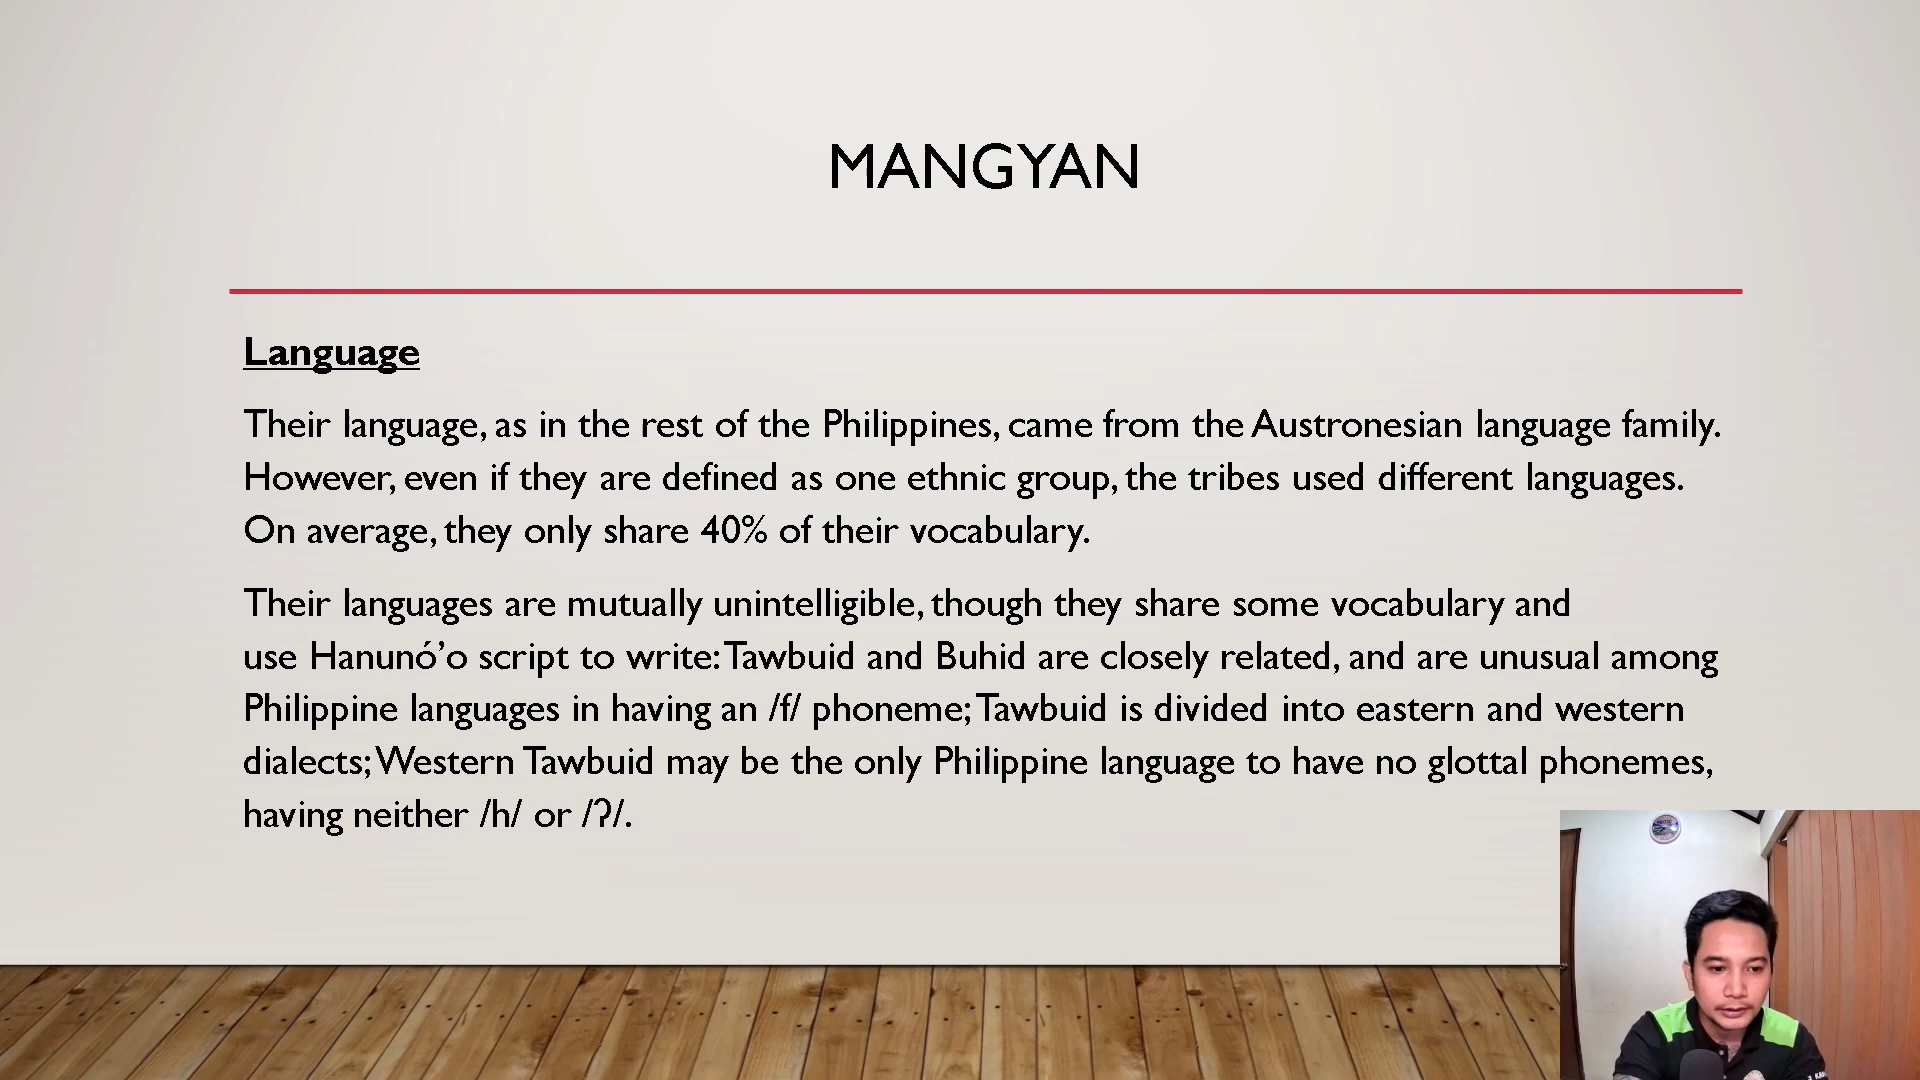 MANGYAN
Language
Their language, as in the rest of the Philippines, came from the Austronesian language family.
However, even if they are defined as one ethnic group, the tribes used different languages.
On average, they only share 40% of their vocabulary.
Their languages are mutually unintelligible, though they share some vocabulary and
use Hanunó’o script to write: Tawbuid and Buhid are closely related, and are unusual among
Philippine languages in having an /f/ phoneme; Tawbuid is divided into eastern and western
dialects; Western Tawbuid may be the only Philippine language to have no glottal phonemes,
having neither /h/ or /ʔ/.